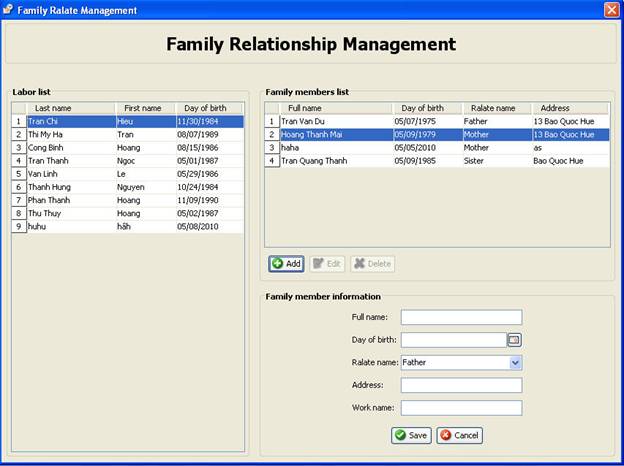 Family Ralate Management
Family Relationship Management
Labor list
Last name First name Day of birth
1 Tran Chi Hieu 11/30/1984
2 Thi My Ha Tran 08/07/1989
3 Cong Binh Hoang 08/15/1986
4 Tran Thanh Ngoc 05/01/1987
5 Van Linh Le 05/29/1986
6 Thanh Hung Nguyen 10/24/1984
7 Phan Thanh Hoang 11/09/1990
8 Thu Thuy Hoang 05/02/1987
9 huhu hãh 05/08/2010
Family members list
Full name Day of birth Ralate name Address
1 Tran Van Du 05/07/1975 Father 13 Bao Quoc Hue
2 Hoang Thanh Mai 05/09/1979 Mother 13 Bao Quoc Hue
3 haha 05/05/2010 Mother as
4 Tran Quang Thanh 05/09/1985 Sister Bao Quoc Hue
Add Edit Delete
Family member information
Full name:
Day of birth:
Ralate name: Father
Address:
Work name:
Save Cancel